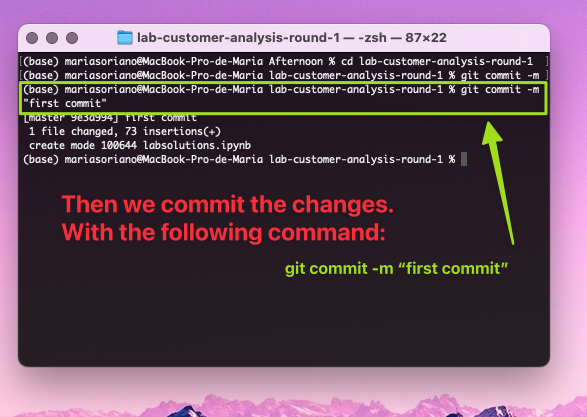 lab-customer-analysis-round-1 — -zsh — 87×22
(base) mariasoriano@MacBook-Pro-de-Maria Afternoon % cd lab-customer-analysis-round-1
(base) mariasoriano@MacBook-Pro-de-Maria lab-customer-analysis-round-1 % git commit -m
(base) mariasoriano@MacBook-Pro-de-Maria lab-customer-analysis-round-1 % git commit -m
"first commit"
[master 9e3a994] first commit
1 file changed, 73 insertions(+)
create mode 100644 labsolutions.ipynb
(base) mariasoriano@MacBook-Pro-de-Maria lab-customer-analysis-round-1 %
Then we commit the changes.
With the following command:
git commit -m “first commit”